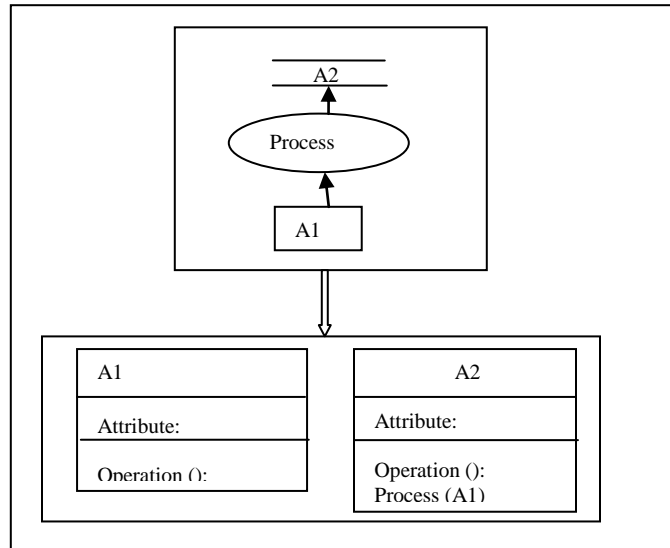 A2
Process
A1
A1
A2
Attribute:
Attribute:
Operation ():
Operation ():
Process (A1)